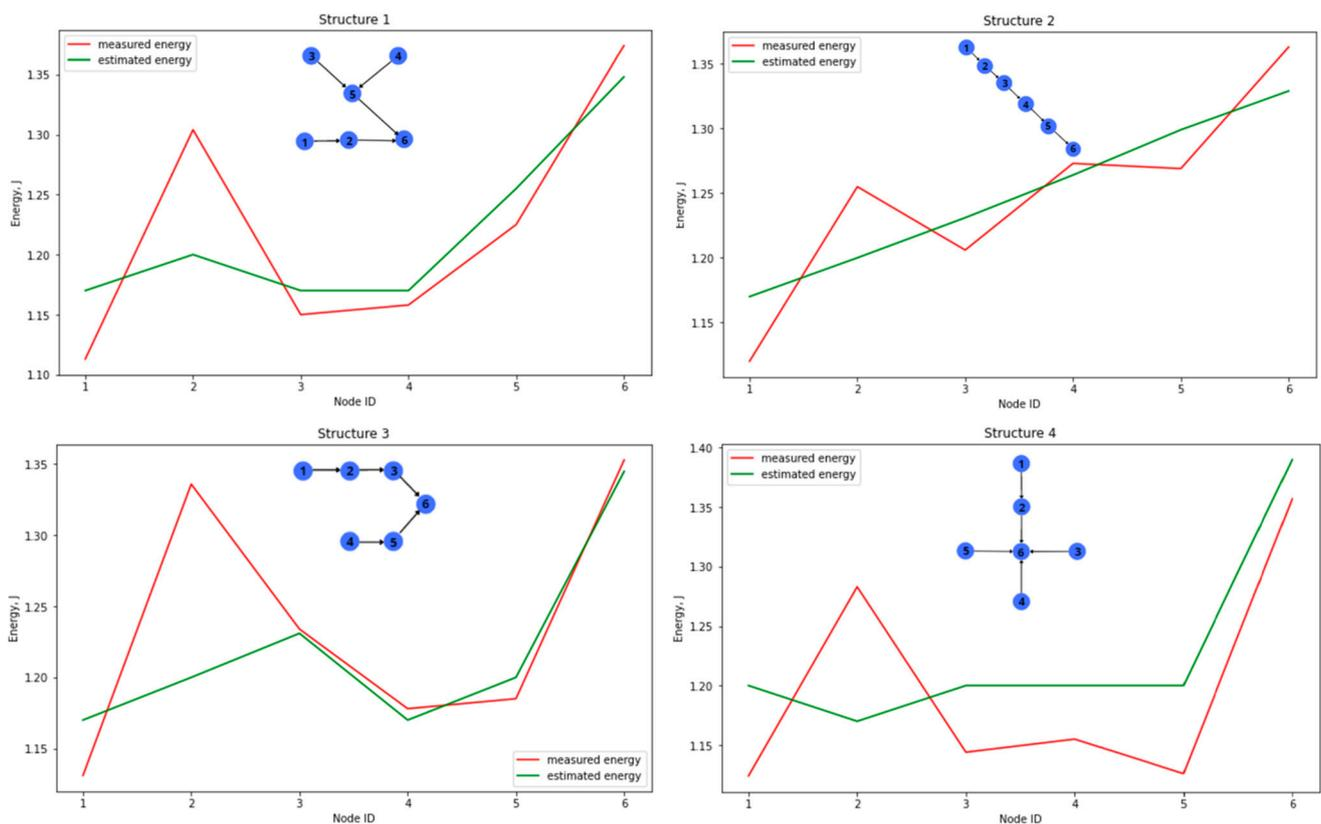 Structure 1
measured energy
estimated energy
3 4
5
1 2 6
1.35
1.30
1.25
1.20
1.15
1.10
Energy, J
1 2 3 4 5 6
Node ID
Structure 2
measured energy
estimated energy
1
2
3
4
5
6
1.35
1.30
1.25
1.20
1.15
Energy, J
1 2 3 4 5 6
Node ID
Structure 3
1 2 3
6
4 5
1.35
1.30
1.25
1.20
1.15
Energy, J
measured energy
estimated energy
1 2 3 4 5 6
Node ID
Structure 4
measured energy
estimated energy
1
2
5 6 3
4
1.40
1.35
1.30
1.25
1.20
1.15
Energy, J
1 2 3 4 5 6
Node ID